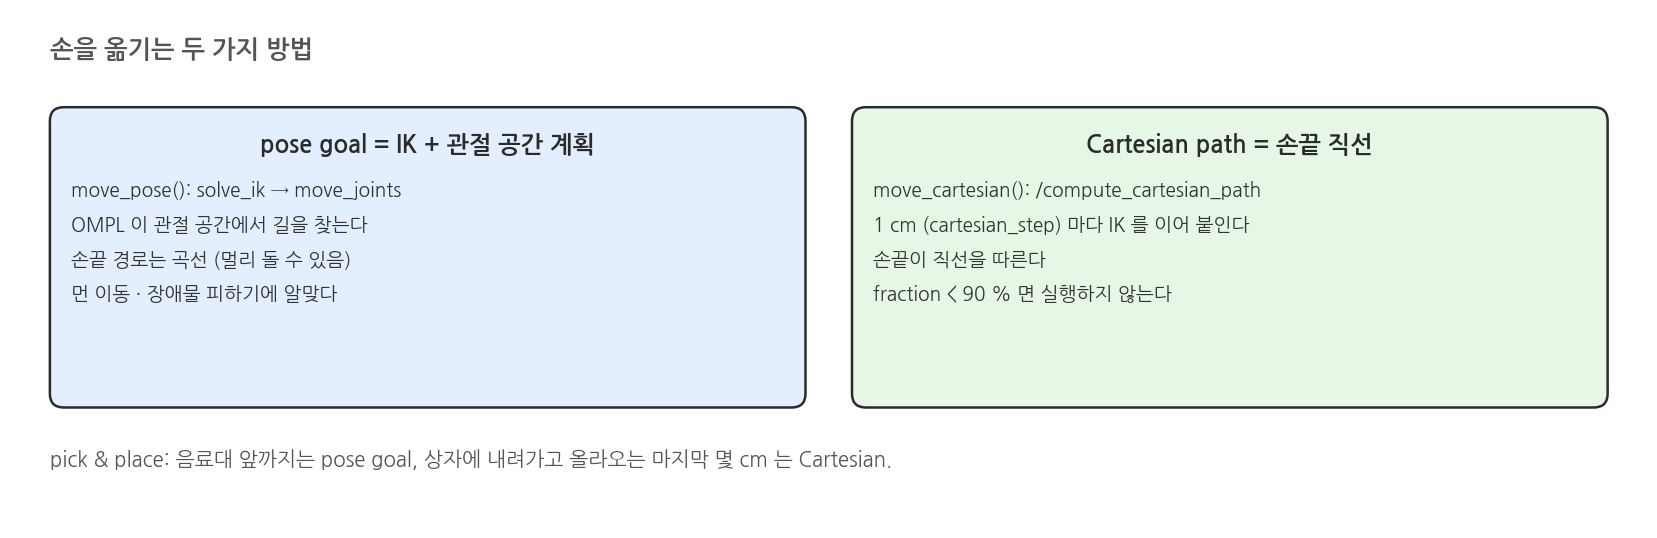 손을 옮기는 두 가지 방법
pose goal = IK + 관절 공간 계획
move_pose(): solve_ik → move_joints
OMPL 이 관절 공간에서 길을 찾는다
손끝 경로는 곡선 (멀리 돌 수 있음)
먼 이동 · 장애물 피하기에 알맞다
Cartesian path = 손끝 직선
move_cartesian(): /compute_cartesian_path
1 cm (cartesian_step) 마다 IK 를 이어 붙인다
손끝이 직선을 따른다
fraction < 90 % 면 실행하지 않는다
pick & place: 음료대 앞까지는 pose goal, 상자에 내려가고 올라오는 마지막 몇 cm 는 Cartesian.